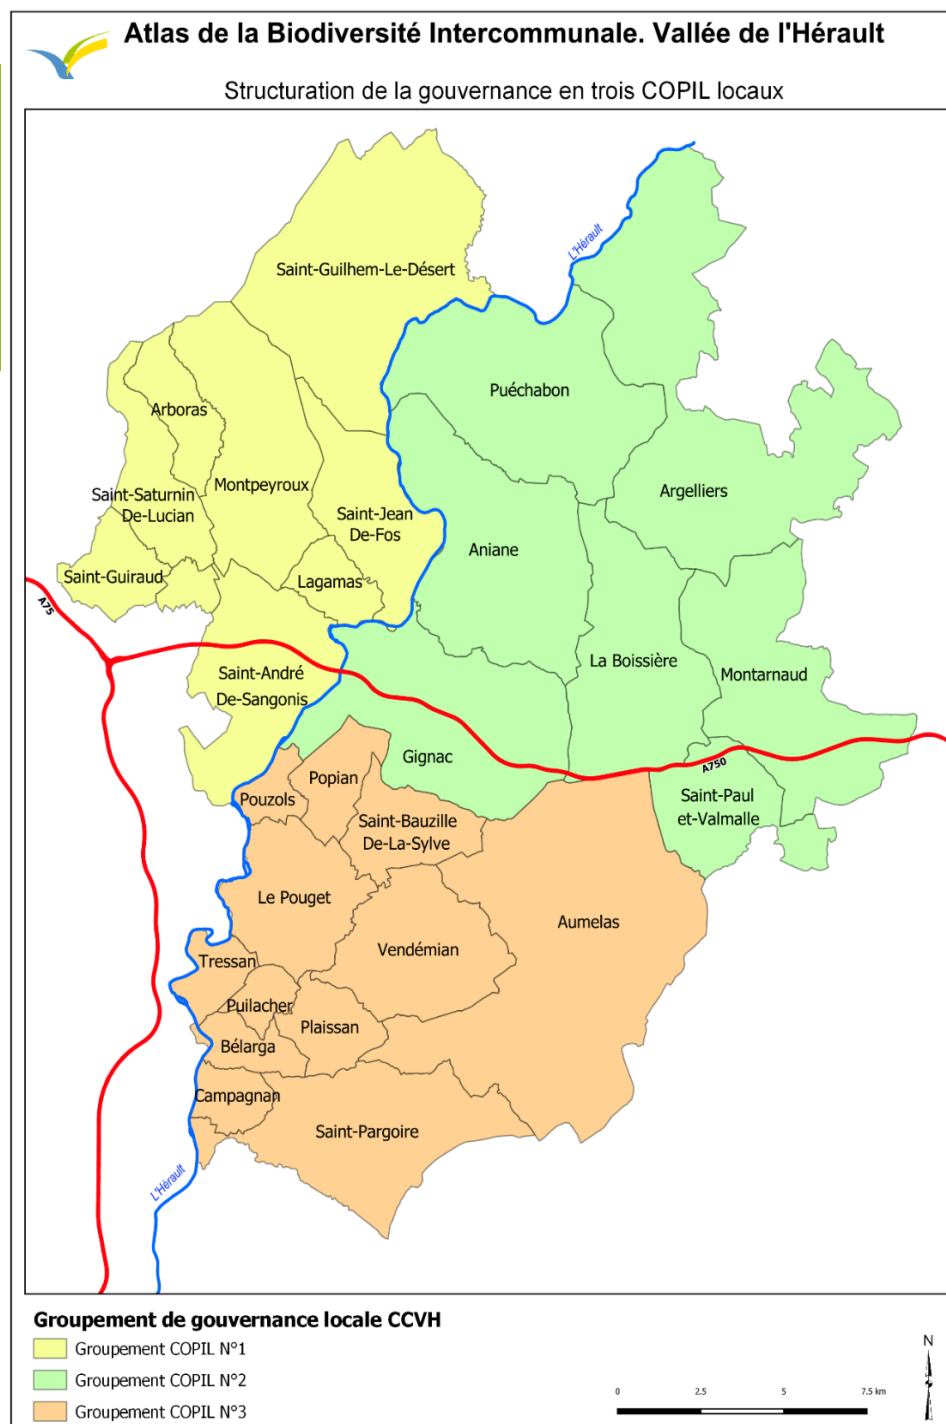 Atlas de la Biodiversité Intercommunale. Vallée de l'Hérault
Structuration de la gouvernance en trois COPIL locaux
L'Hérault
Saint-Guilhem-Le-Désert
Puéchabon
Arboras
Montpeyroux
Argelliers
Saint-Saturnin
De-Lucian
Saint-Jean
De-Fos
Aniane
Saint-Guiraud
Lagamas
A75
La Boissière
Saint-André
De-Sangonis
Montarnaud
Gignac
A750
Popian
Pouzols
Saint-Paul
et-Valmalle
Saint-Bauzille
De-La-Sylve
Le Pouget
Aumelas
Vendémian
Tressan
Puilacher
Plaissan
Bélarga
Campagnan
Saint-Pargoire
L'Hérault
Groupement de gouvernance locale CCVH
Groupement COPIL N°1
Groupement COPIL N°2
Groupement COPIL N°3
0 2.5 5 7.5 km
N